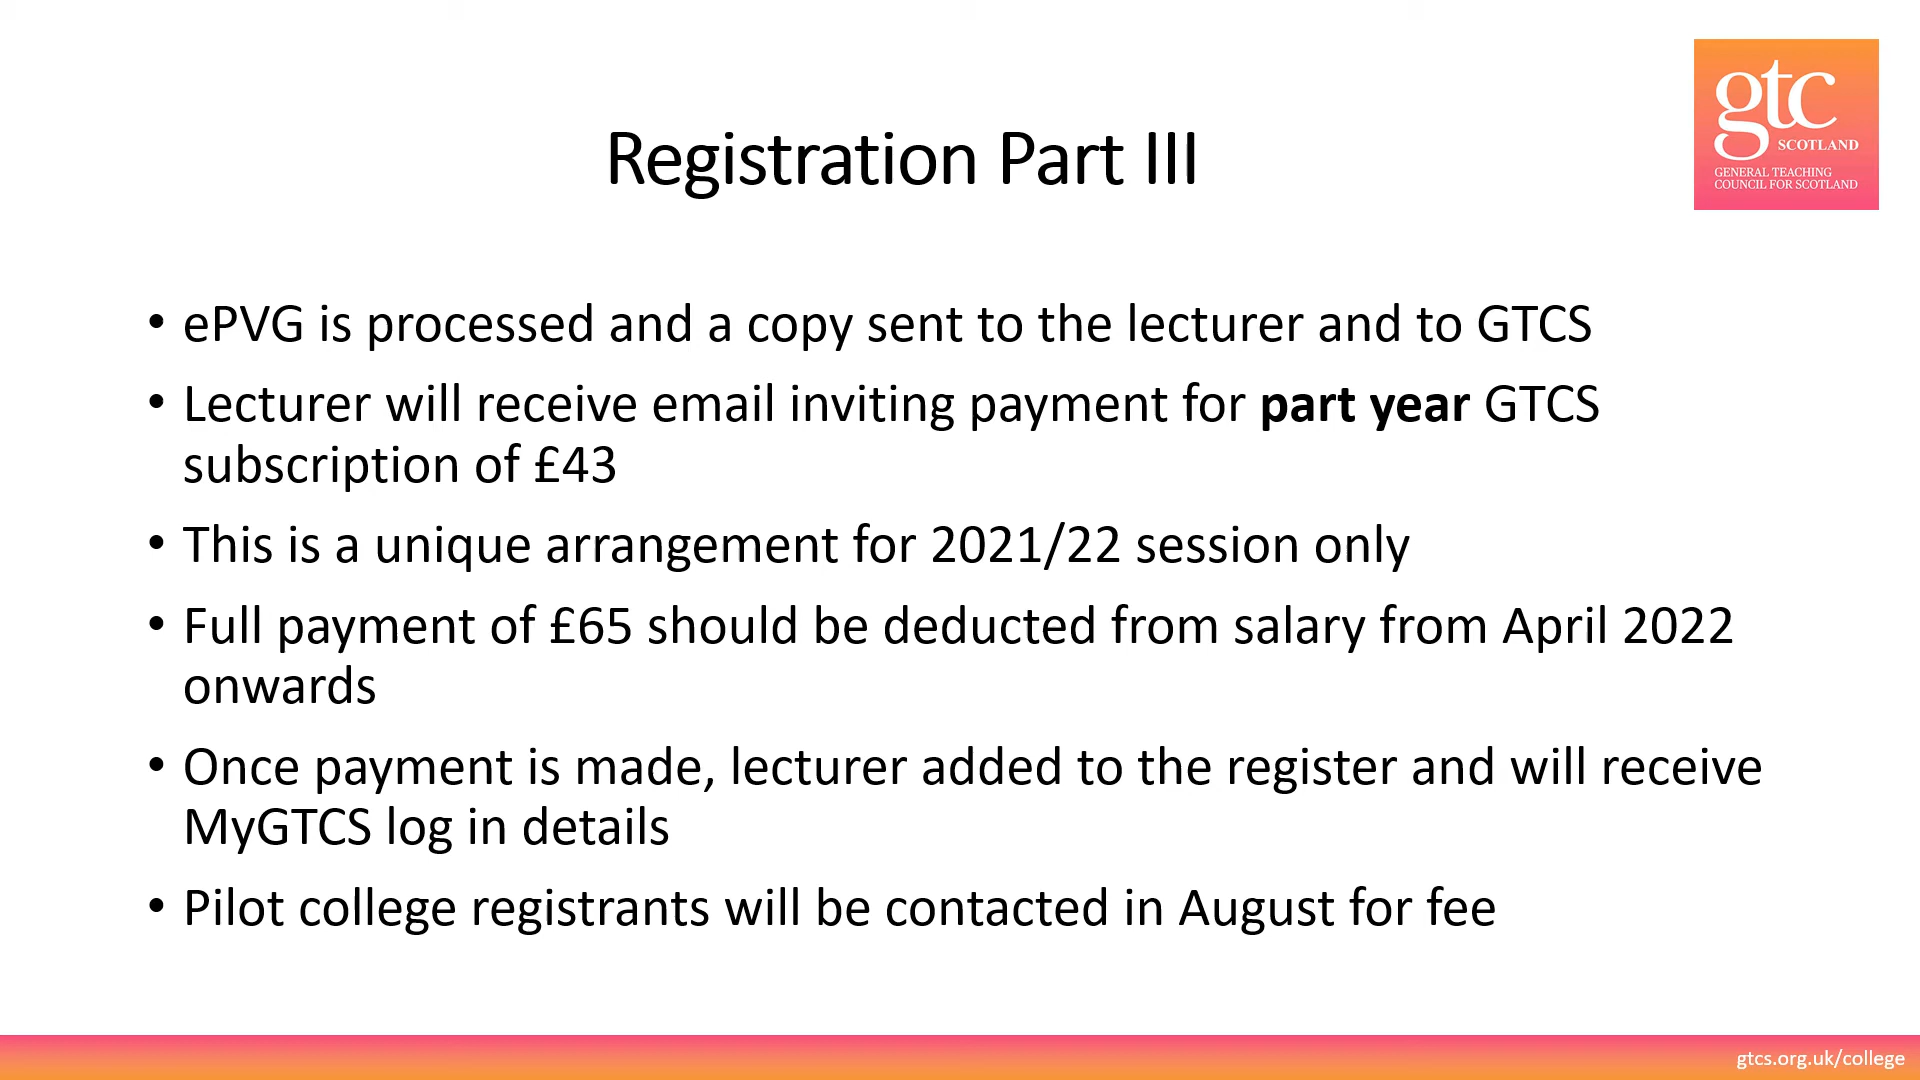 gtc
SCOTLAND
GENERAL TEACHING
COUNCIL FOR SCOTLAND
Registration Part III
• ePVG is processed and a copy sent to the lecturer and to GTCS
• Lecturer will receive email inviting payment for part year GTCS
subscription of £43
• This is a unique arrangement for 2021/22 session only
• Full payment of £65 should be deducted from salary from April 2022
onwards
• Once payment is made, lecturer added to the register and will receive
MyGTCS log in details
• Pilot college registrants will be contacted in August for fee
gtcs.org.uk/college